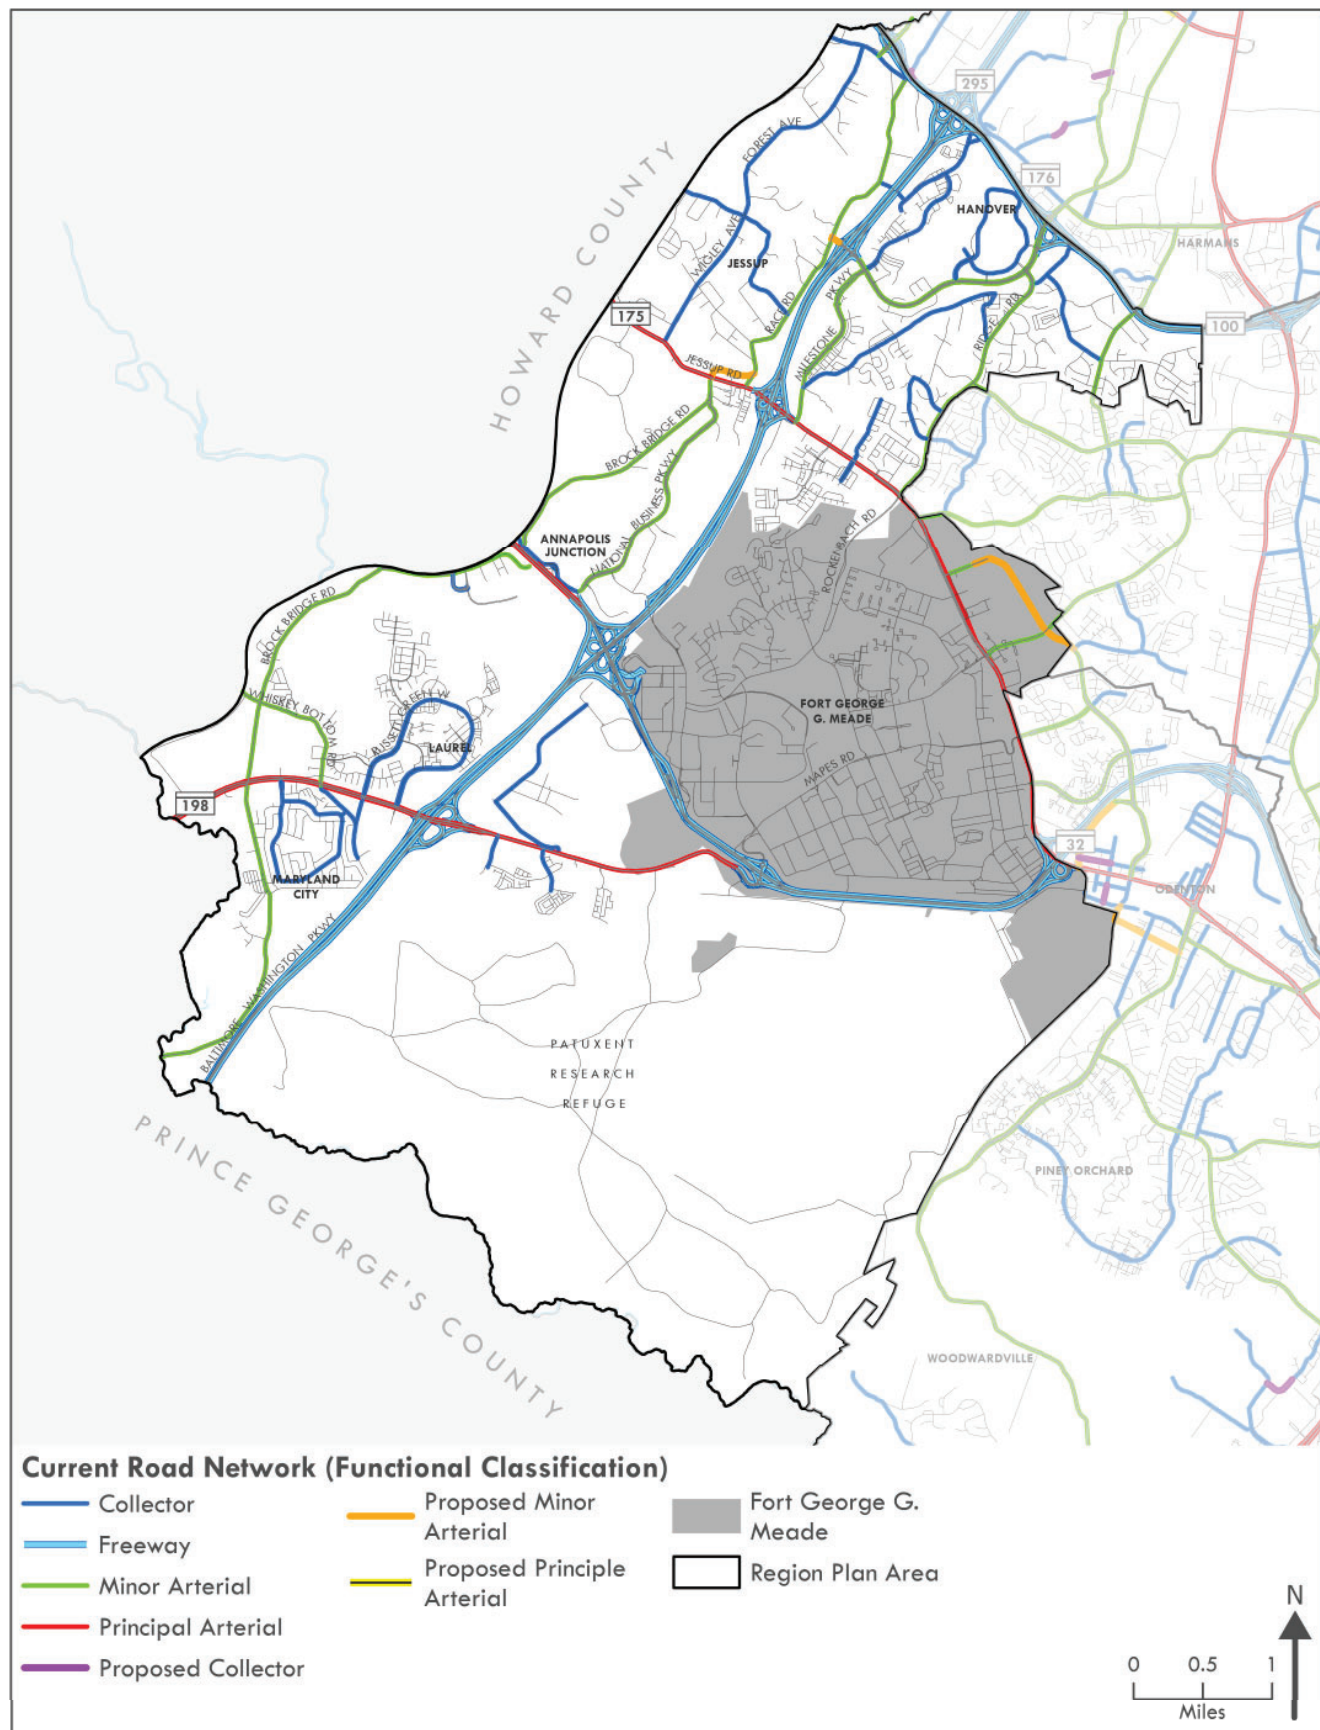 295
176
FOREST AVE
HANOVER
HARMANS
HOWARD COUNTY
WIGLEY AVE
JESSUP
175
RACE RD
MILESTONE PKWY
RIDGE RD
100
JESSUP RD
BROCK BRIDGE RD
NATIONAL BUSINESS PKWY
ROCKENBACH RD
ANNAPOLIS
JUNCTION
BROCK BRIDGE RD
WHISKEY BOTTOM RD
RUSSETT GREEN W
LAUREL
FORT GEORGE
G. MEADE
MAPES RD
198
32
ODENTON
MARYLAND
CITY
BALTIMORE WASHINGTON PKWY
PATUXENT
RESEARCH
REFUGE
PRINCE GEORGE'S COUNTY
PINEY ORCHARD
WOODWARDVILLE
Current Road Network (Functional Classification)
Collector
Freeway
Minor Arterial
Principal Arterial
Proposed Collector
Proposed Minor
Arterial
Proposed Principle
Arterial
Fort George G.
Meade
Region Plan Area
N
0 0.5 1
Miles